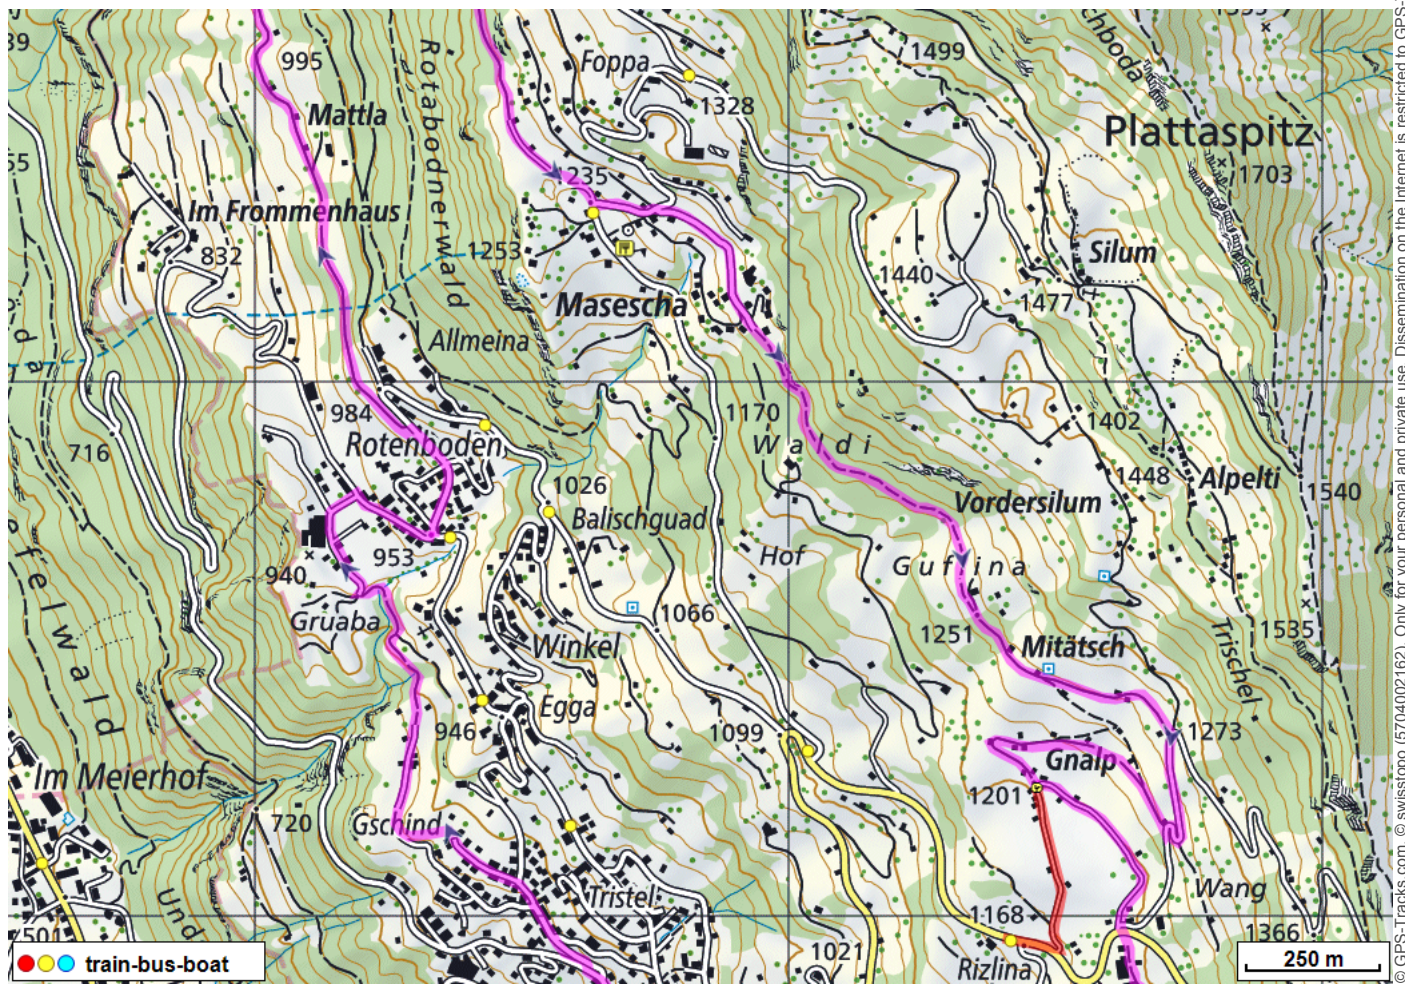 995
Mattla
Rotabodnerwald
Foppa
1328
1499
Plattaspitz
1703
235
Im Frommenhaus
832
1253
Masescha
Silum
1440
1477
Allmeina
984
Rotenboden
716
1170
Waldi
1402
1448
Alpelti
1540
1026
Balischguad
Vordersilum
953
940
Hof
Gufina
Gruaba
1066
Winkel
1251
Mitätsch
Trischel
1535
946
Egga
1099
1273
Im Meierhof
Gnalp
1201
720
Gschind
Tristel
Wang
1168
1366
1021
Rizlina
train-bus-boat
250 m
© GPS-Tracks.com, © swisstopo (5704002162). Only for your personal and private use. Dissemination on the Internet is restricted to GPS-